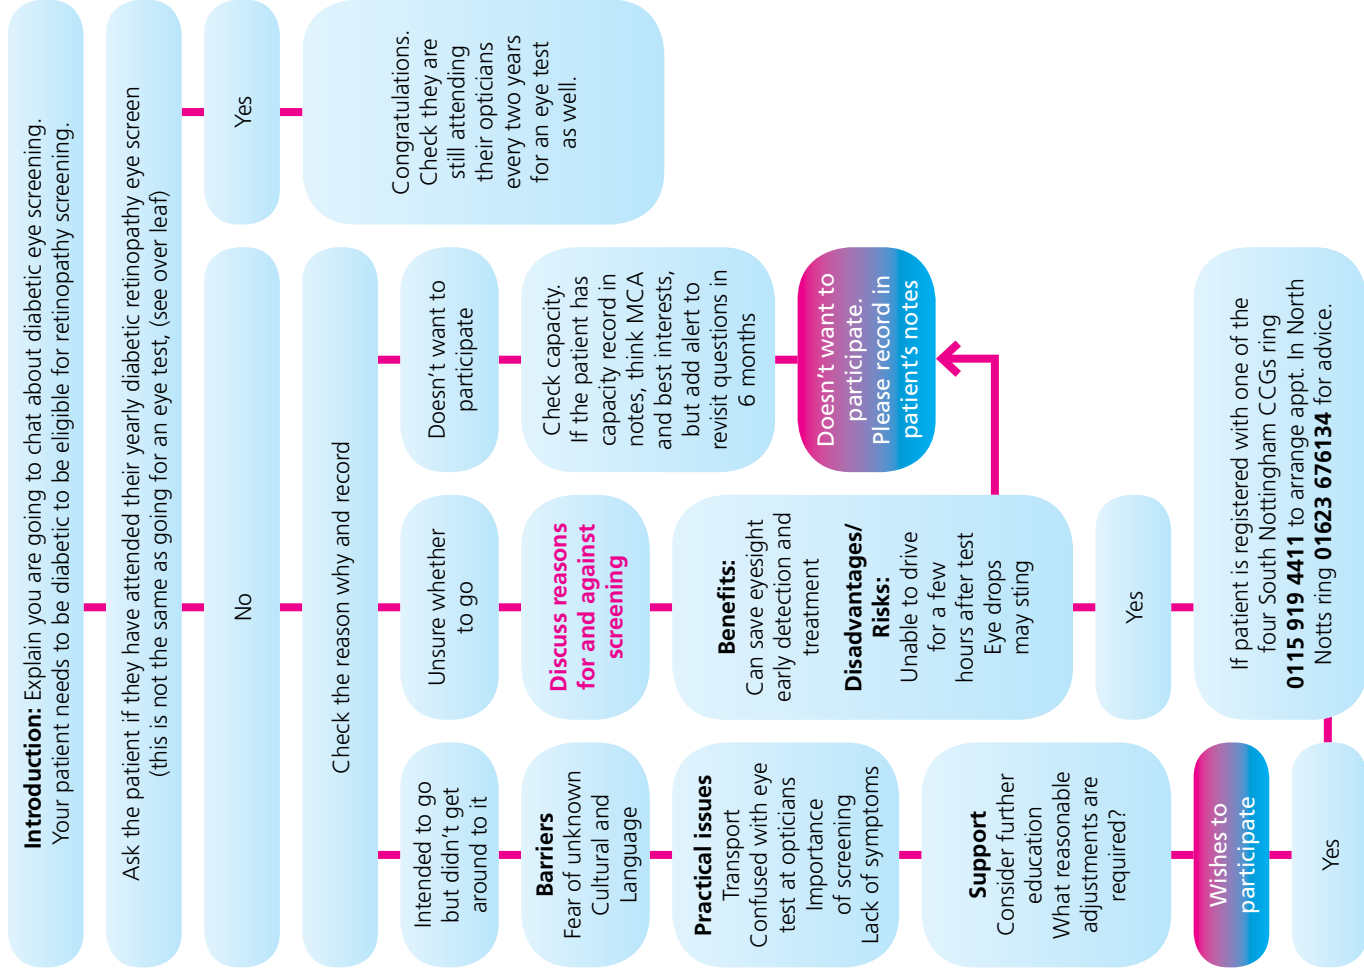 Introduction: Explain you are going to chat about diabetic eye screening.
Your patient needs to be diabetic to be eligible for retinopathy screening.
Ask the patient if they have attended their yearly diabetic retinopathy eye screen
(this is not the same as going for an eye test, (see over leaf)
No
Yes
Check the reason why and record
Congratulations.
Check they are
still attending
their opticians
every two years
for an eye test
as well.
Intended to go
but didn't get
around to it
Barriers
Fear of unknown
Cultural and
Language
Practical issues
Transport
Confused with eye
test at opticians
Importance
of screening
Lack of symptoms
Support
Consider further
education
What reasonable
adjustments are
required?
Wishes to
participate
Yes
Unsure whether
to go
Discuss reasons
for and against
screening
Benefits:
Can save eyesight
early detection and
treatment
Disadvantages/
Risks:
Unable to drive
for a few
hours after test
Eye drops
may sting
Yes
Doesn't want to
participate
Check capacity.
If the patient has
capacity record in
notes, think MCA
and best interests,
but add alert to
revisit questions in
6 months
Doesn't want to
participate.
Please record in
patient's notes
If patient is registered with one of the
four South Nottingham CCGs ring
0115 919 4411 to arrange appt. In North
Notts ring 01623 676134 for advice.